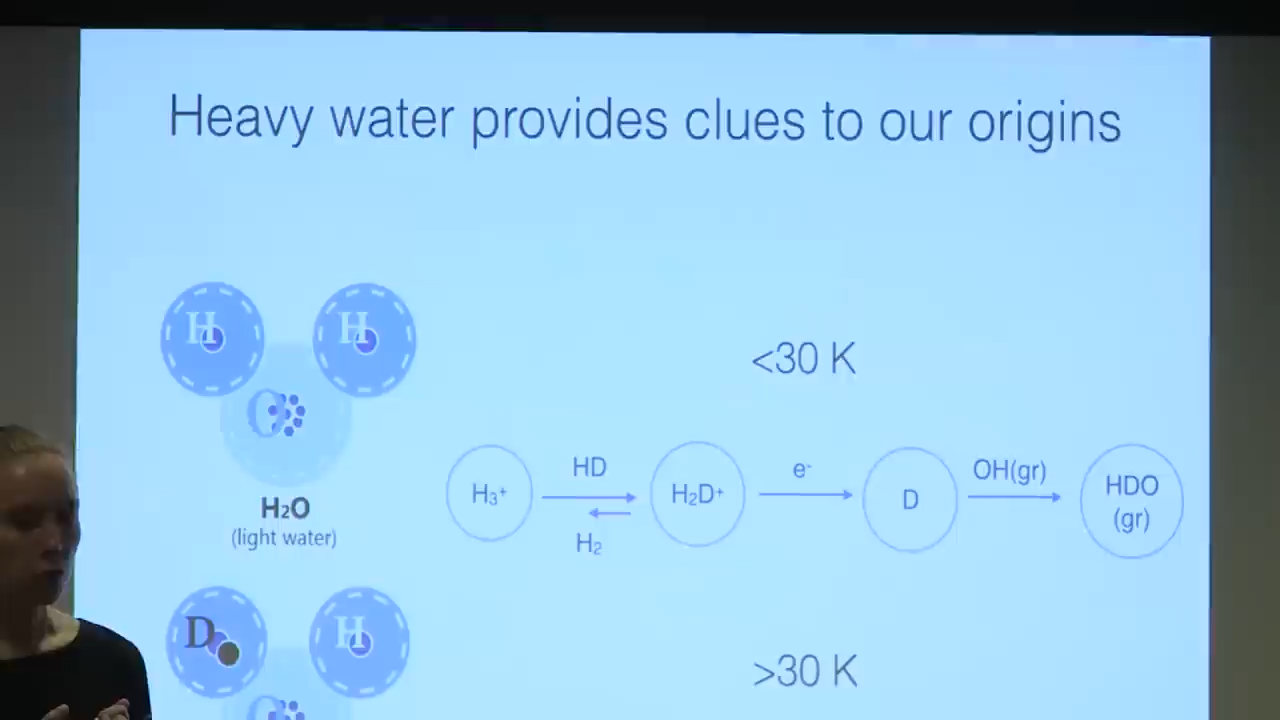 Heavy water provides clues to our origins
H H
O
H₂O
(light water)
<30 K
H₃⁺
HD
H₂
H₂D⁺
e⁻
D
OH(gr)
HDO
(gr)
D H
O
>30 K